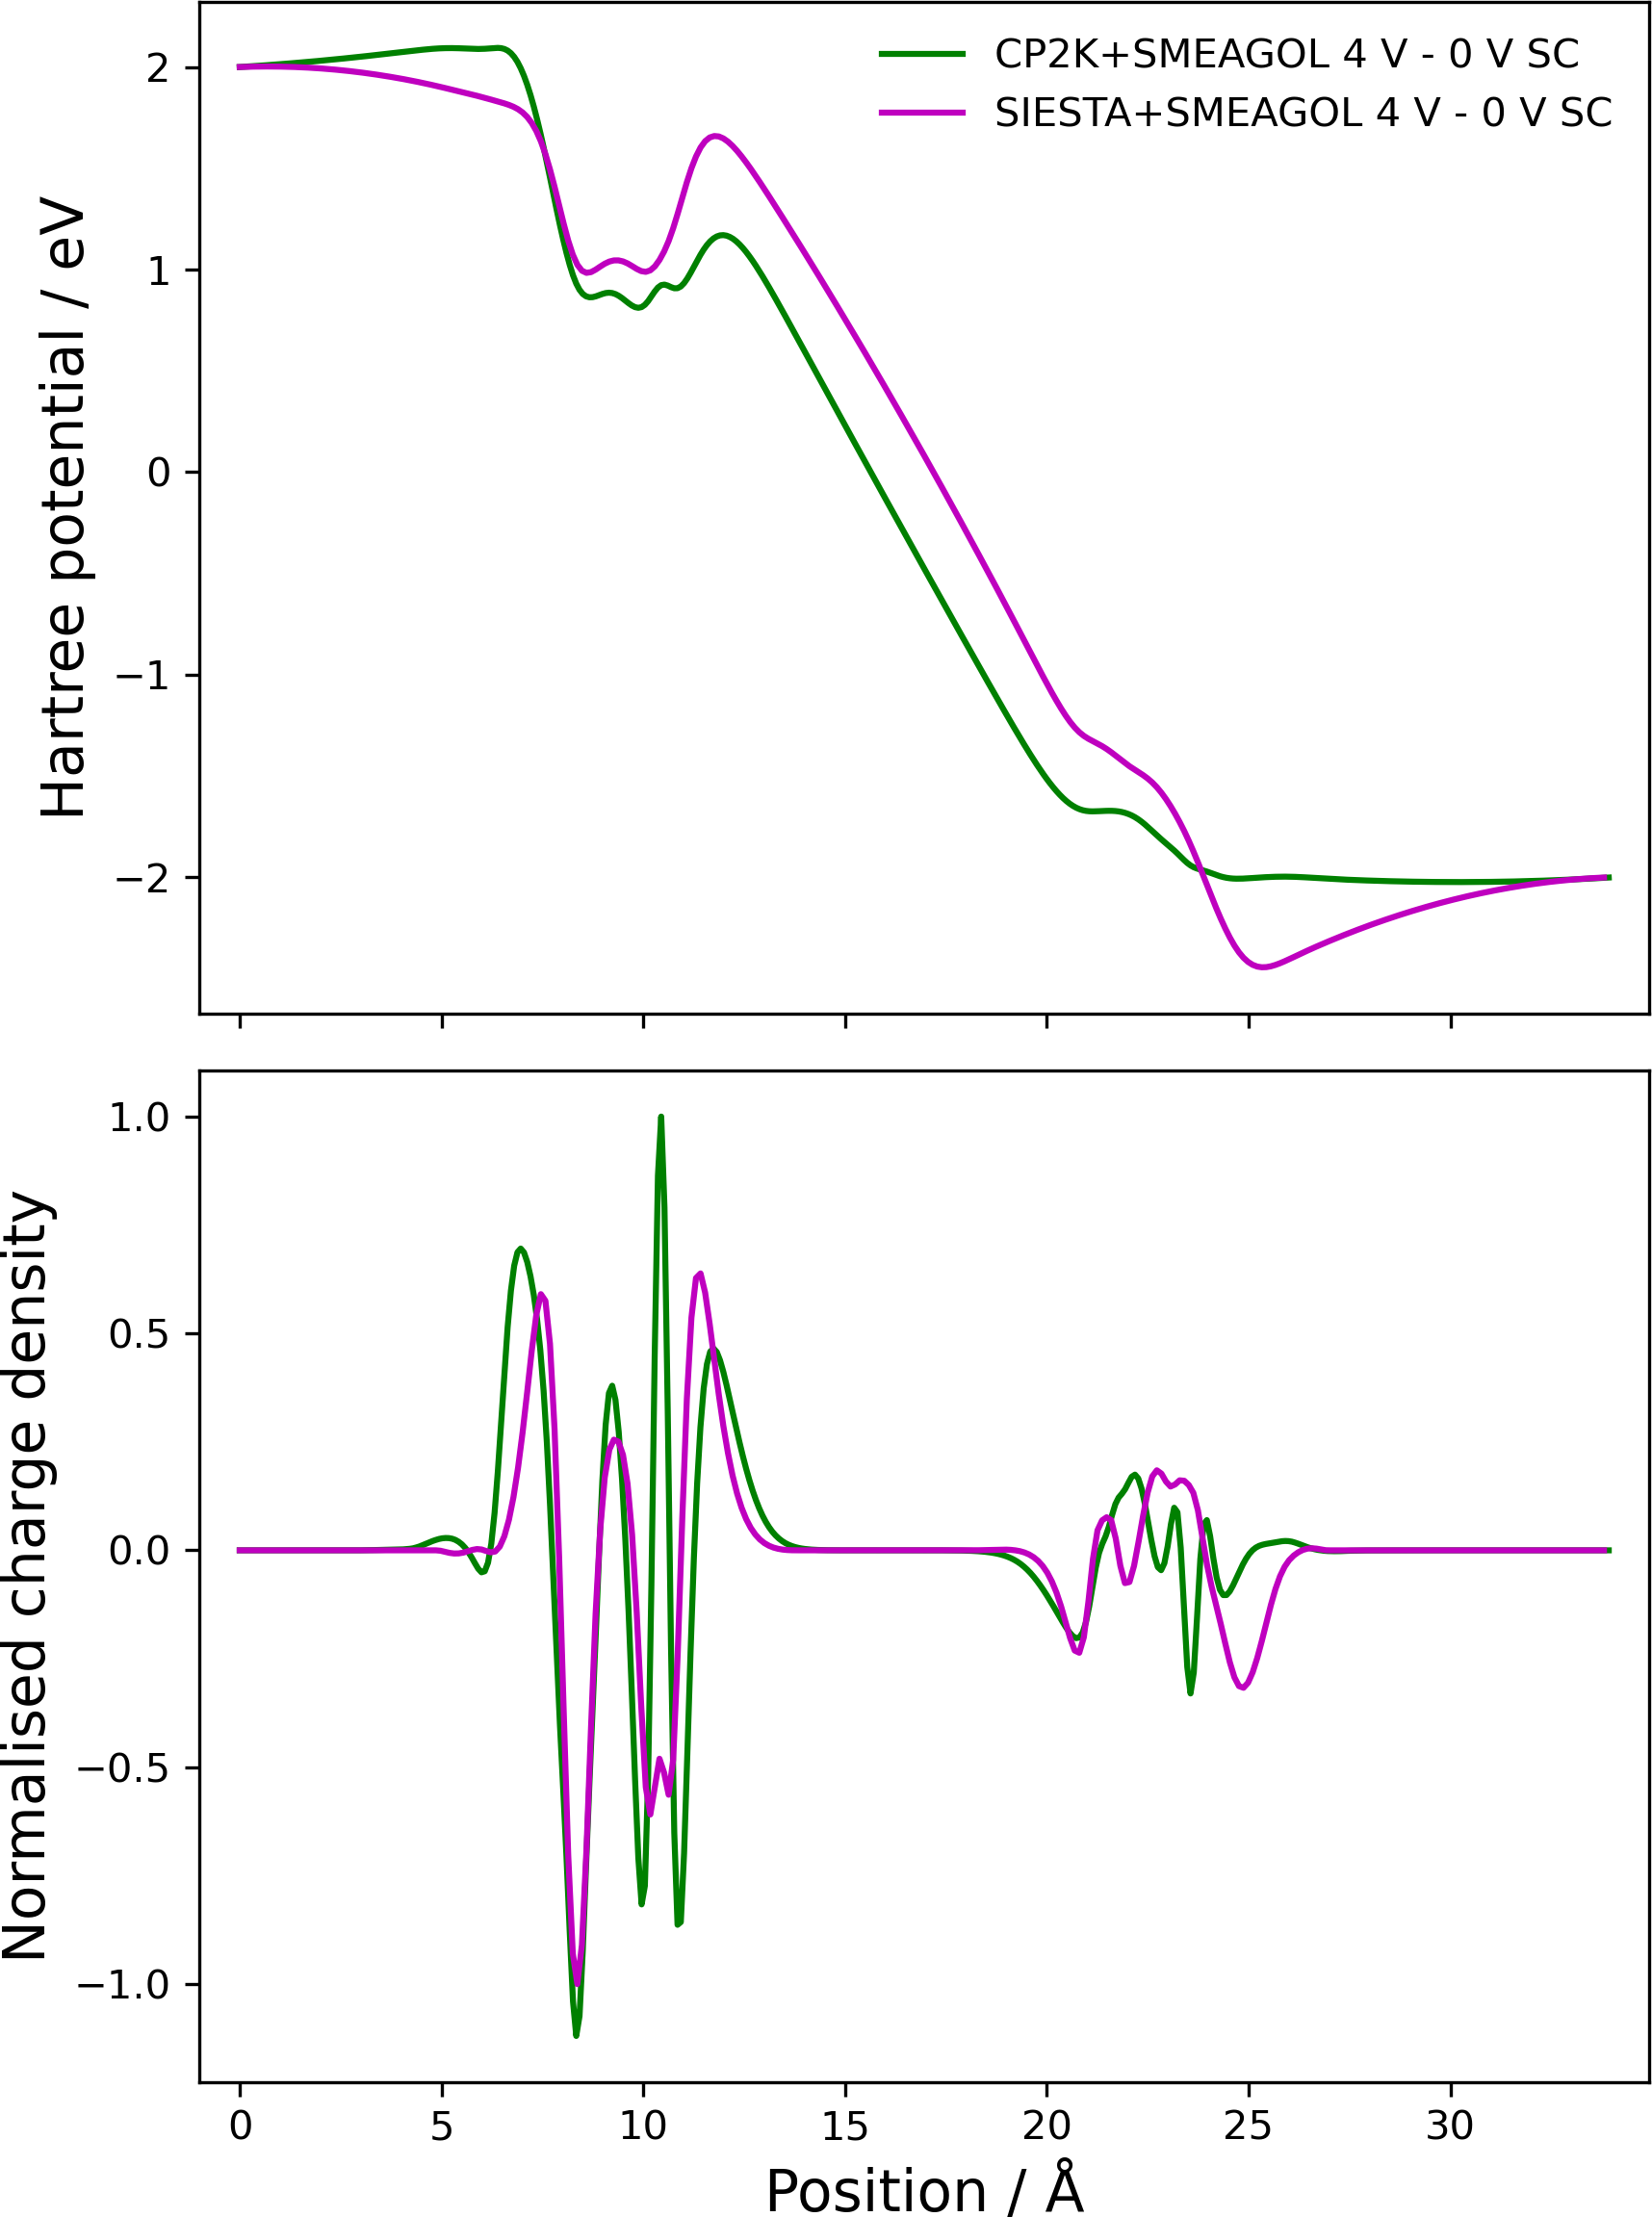 CP2K+SMEAGOL 4 V - 0 V SC
SIESTA+SMEAGOL 4 V - 0 V SC
Hartree potential / eV
2
1
0
−1
−2
Normalised charge density
1.0
0.5
0.0
−0.5
−1.0
0 5 10 15 20 25 30
Position / Å